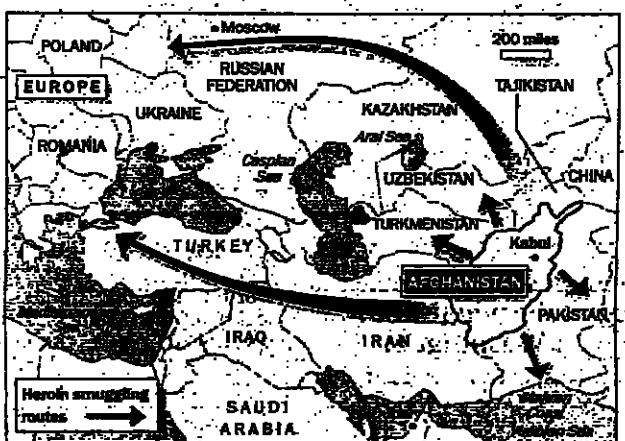 Moscow
200 miles
POLAND
RUSSIAN
FEDERATION
TAJIKISTAN
EUROPE
KAZAKHSTAN
UKRAINE
Aral Sea
ROMANIA
Caspian
Sea
UZBEKISTAN
CHINA
TURKMENISTAN
TURKEY
Kabul
AFGHANISTAN
PAKISTAN
IRAQ
IRAN
Heroin smuggling
routes
SAUDI
ARABIA